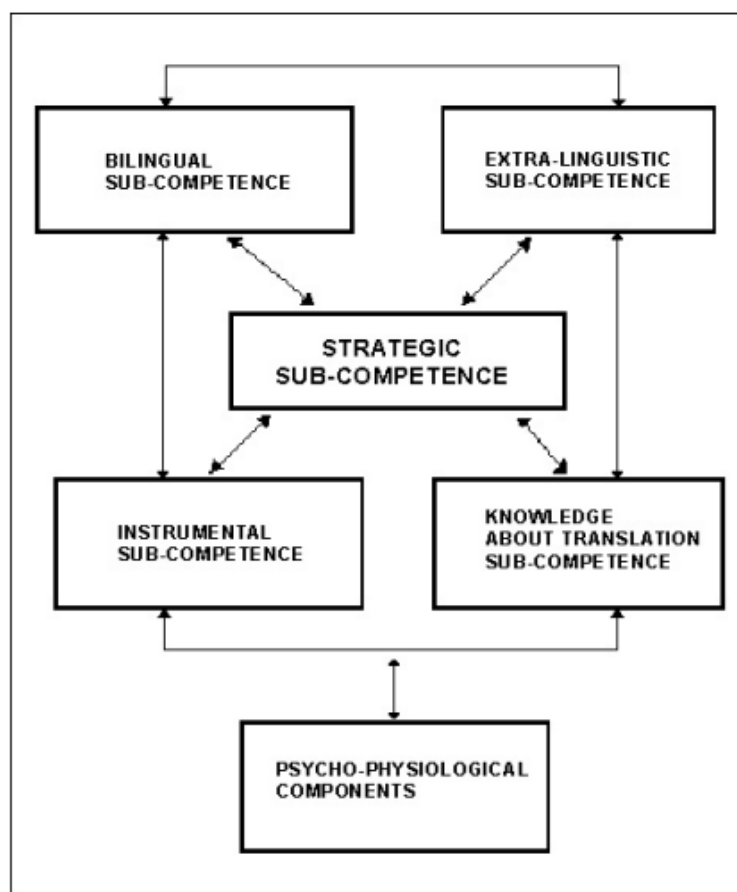 BILINGUAL
SUB-COMPETENCE
EXTRA-LINGUISTIC
SUB-COMPETENCE
STRATEGIC
SUB-COMPETENCE
INSTRUMENTAL
SUB-COMPETENCE
KNOWLEDGE
ABOUT TRANSLATION
SUB-COMPETENCE
PSYCHO-PHYSIOLOGICAL
COMPONENTS